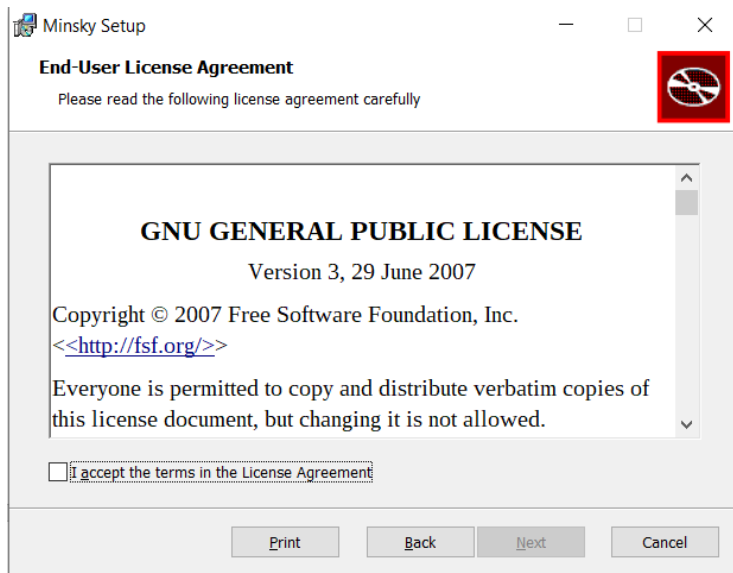 Minsky Setup
End-User License Agreement
Please read the following license agreement carefully
GNU GENERAL PUBLIC LICENSE
Version 3, 29 June 2007
Copyright © 2007 Free Software Foundation, Inc.
<<http://fsf.org/>>
Everyone is permitted to copy and distribute verbatim copies of
this license document, but changing it is not allowed.
I accept the terms in the License Agreement
Print Back Next Cancel